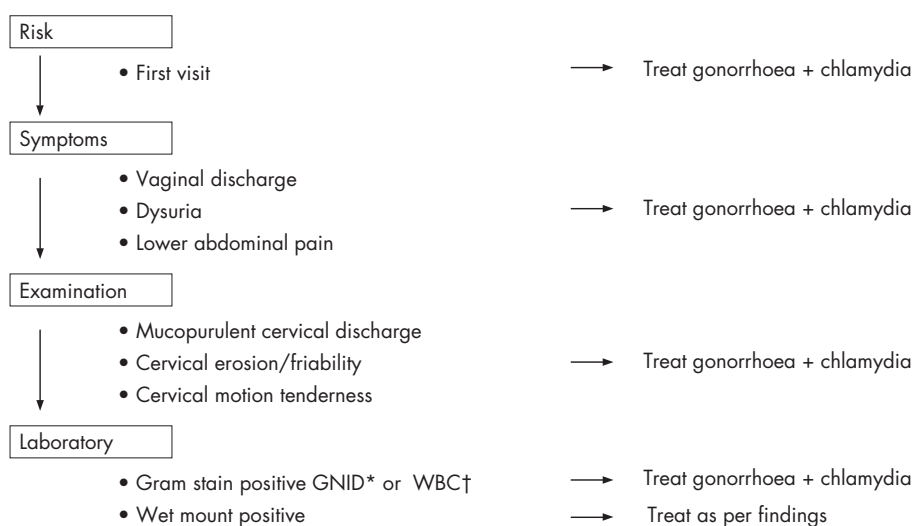 Risk
• First visit → Treat gonorrhoea + chlamydia
Symptoms
• Vaginal discharge
• Dysuria → Treat gonorrhoea + chlamydia
• Lower abdominal pain
Examination
• Mucopurulent cervical discharge
• Cervical erosion/friability → Treat gonorrhoea + chlamydia
• Cervical motion tenderness
Laboratory
• Gram stain positive GNID* or WBC† → Treat gonorrhoea + chlamydia
• Wet mount positive → Treat as per findings